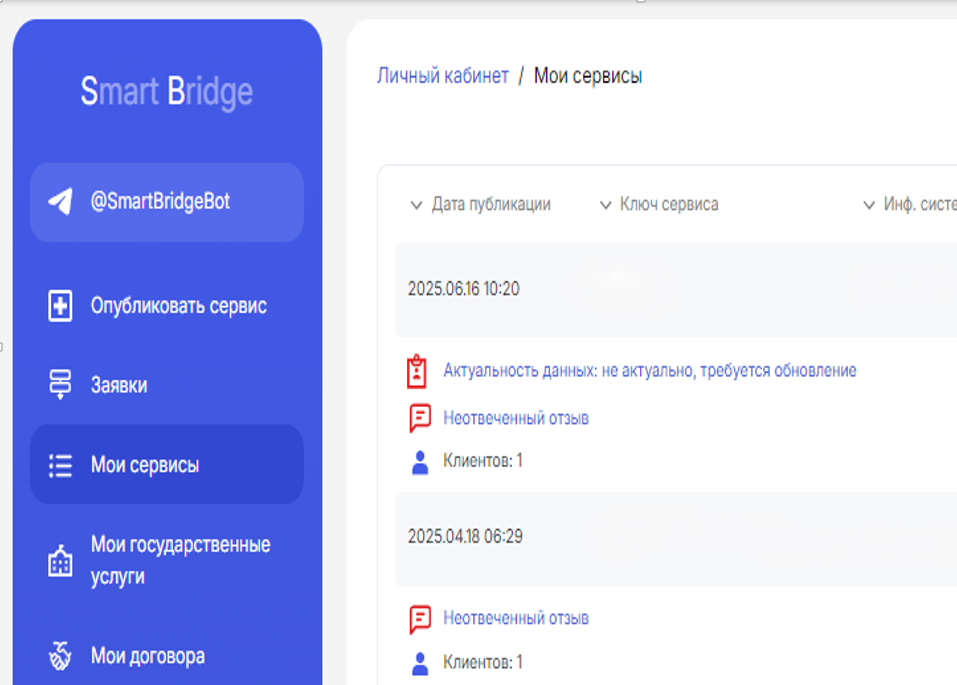 Smart Bridge
@SmartBridgeBot
Опубликовать сервис
Заявки
Мои сервисы
Мои государственные
услуги
Мои договора
Личный кабинет / Мои сервисы
Дата публикации Ключ сервиса Инф. систе
2025.06.16 10:20
Актуальность данных: не актуально, требуется обновление
Неотвеченный отзыв
Клиентов: 1
2025.04.18 06:29
Неотвеченный отзыв
Клиентов: 1